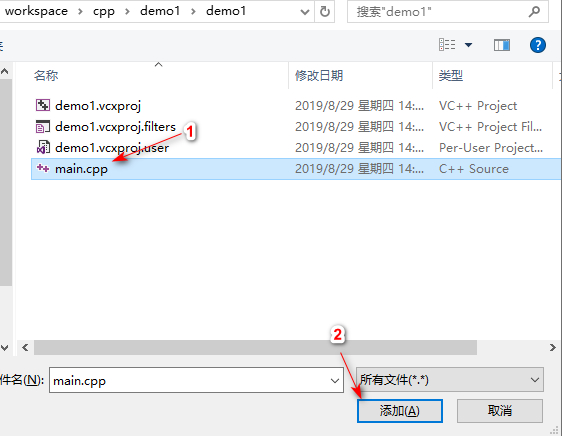 workspace > cpp > demo1 > demo1 搜索"demo1"
名称 修改日期 类型
demo1.vcxproj 2019/8/29 星期四 14:... VC++ Project
demo1.vcxproj.filters 2019/8/29 星期四 14:... VC++ Project Fil...
demo1.vcxproj.user 2019/8/29 星期四 14:... Per-User Project...
main.cpp 2019/8/29 星期四 14:... C++ Source
1
2
件名(N): main.cpp 所有文件(*.*)
添加(A) 取消